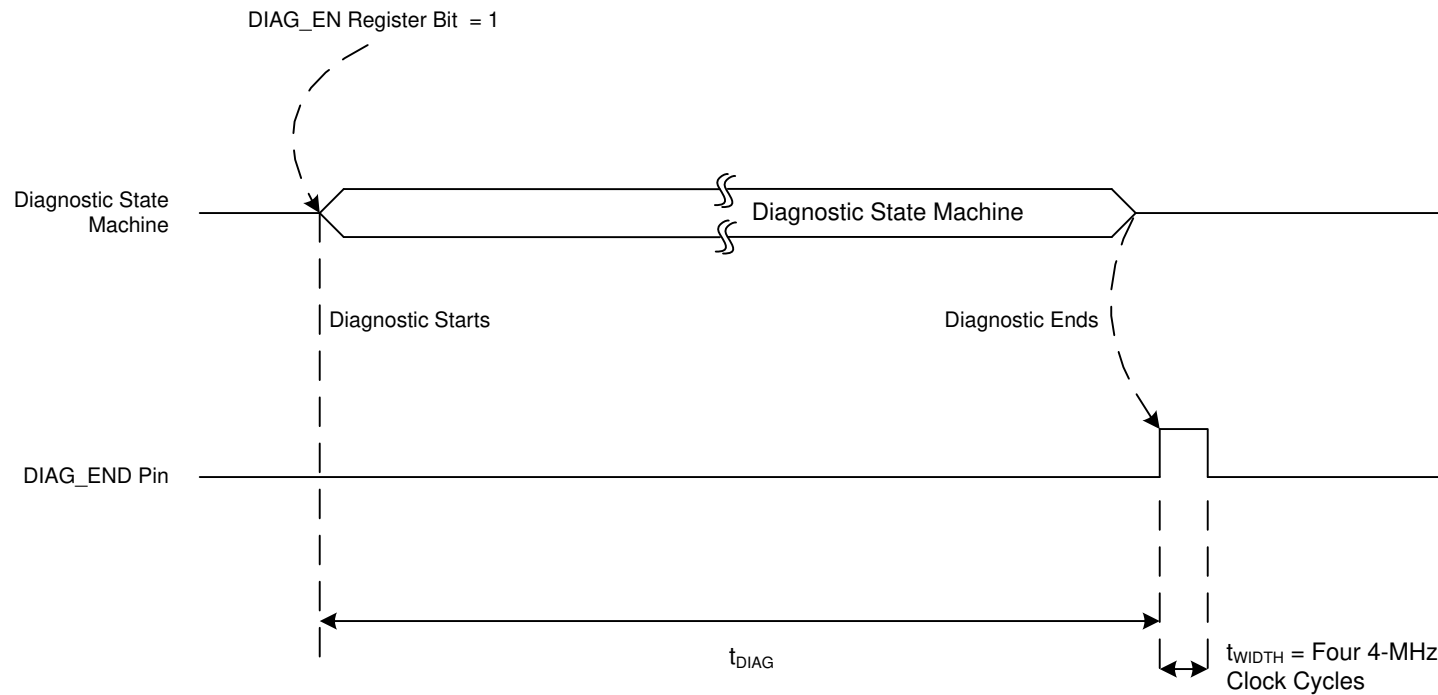 DIAG_EN Register Bit = 1
Diagnostic State
Machine
Diagnostic State Machine
Diagnostic Starts
Diagnostic Ends
DIAG_END Pin
tDIAG
tWIDTH = Four 4-MHz
Clock Cycles